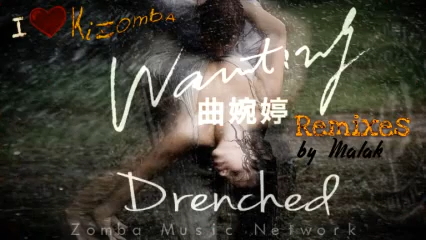 I ❤ Kizomba
Wanting
曲婉婷
Remixes
by Malak
Drenched
Zomba Music Network